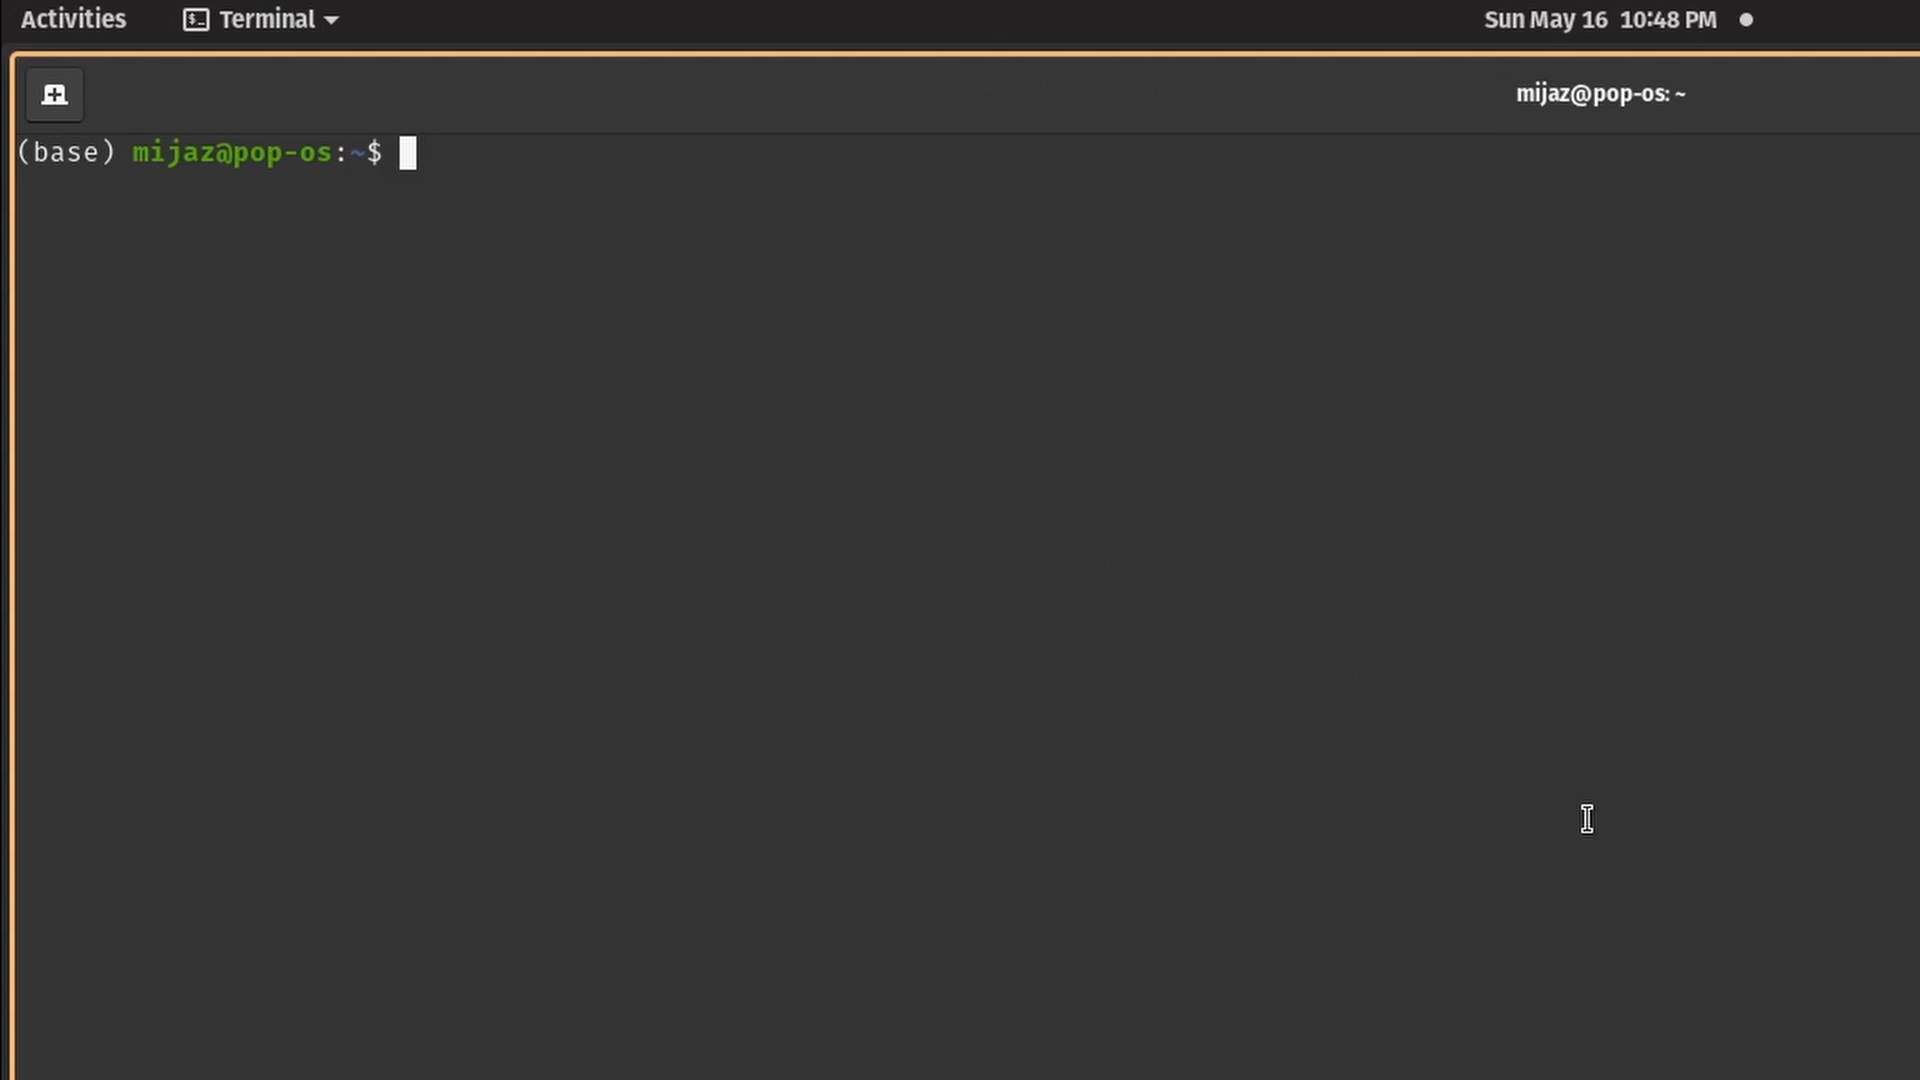 Activities Terminal Sun May 16 10:48 PM
mijaz@pop-os: ~
(base) mijaz@pop-os:~$